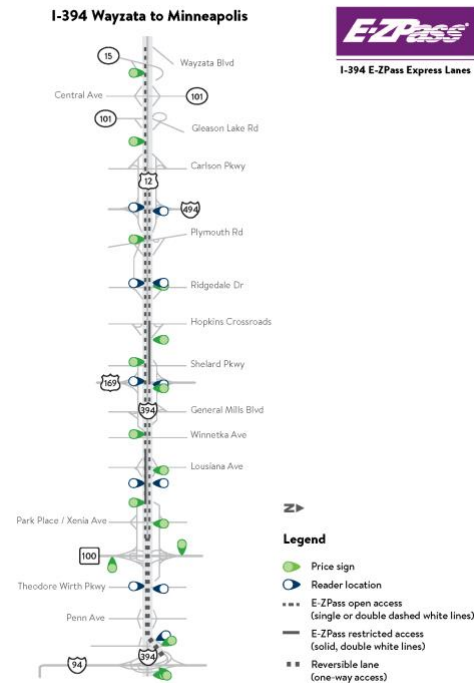 I-394 Wayzata to Minneapolis
E-ZPass
I-394 E-ZPass Express Lanes
15
Wayzata Blvd
Central Ave
101
101
Gleason Lake Rd
Carlson Pkwy
12
494
Plymouth Rd
Ridgedale Dr
Hopkins Crossroads
Shelard Pkwy
169
394
General Mills Blvd
Winnetka Ave
Lousiana Ave
Park Place / Xenia Ave
100
Theodore Wirth Pkwy
Penn Ave
394
94
N
Legend
Price sign
Reader location
E-ZPass open access
(single or double dashed white lines)
E-ZPass restricted access
(solid, double white lines)
Reversible lane
(one-way access)